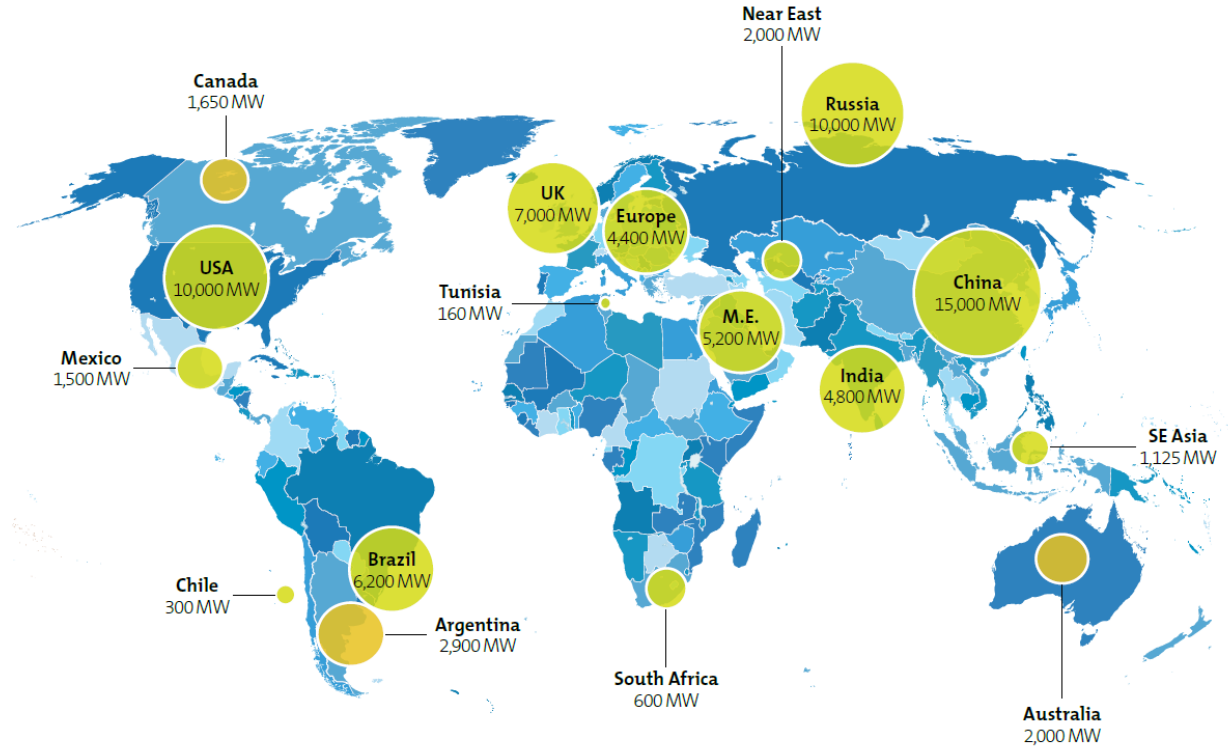 Near East
2,000 MW
Canada
1,650 MW
Russia
10,000 MW
UK
7,000 MW
Europe
4,400 MW
USA
10,000 MW
China
15,000 MW
Tunisia
160 MW
M.E.
5,200 MW
Mexico
1,500 MW
India
4,800 MW
SE Asia
1,125 MW
Brazil
6,200 MW
Chile
300 MW
Argentina
2,900 MW
South Africa
600 MW
Australia
2,000 MW